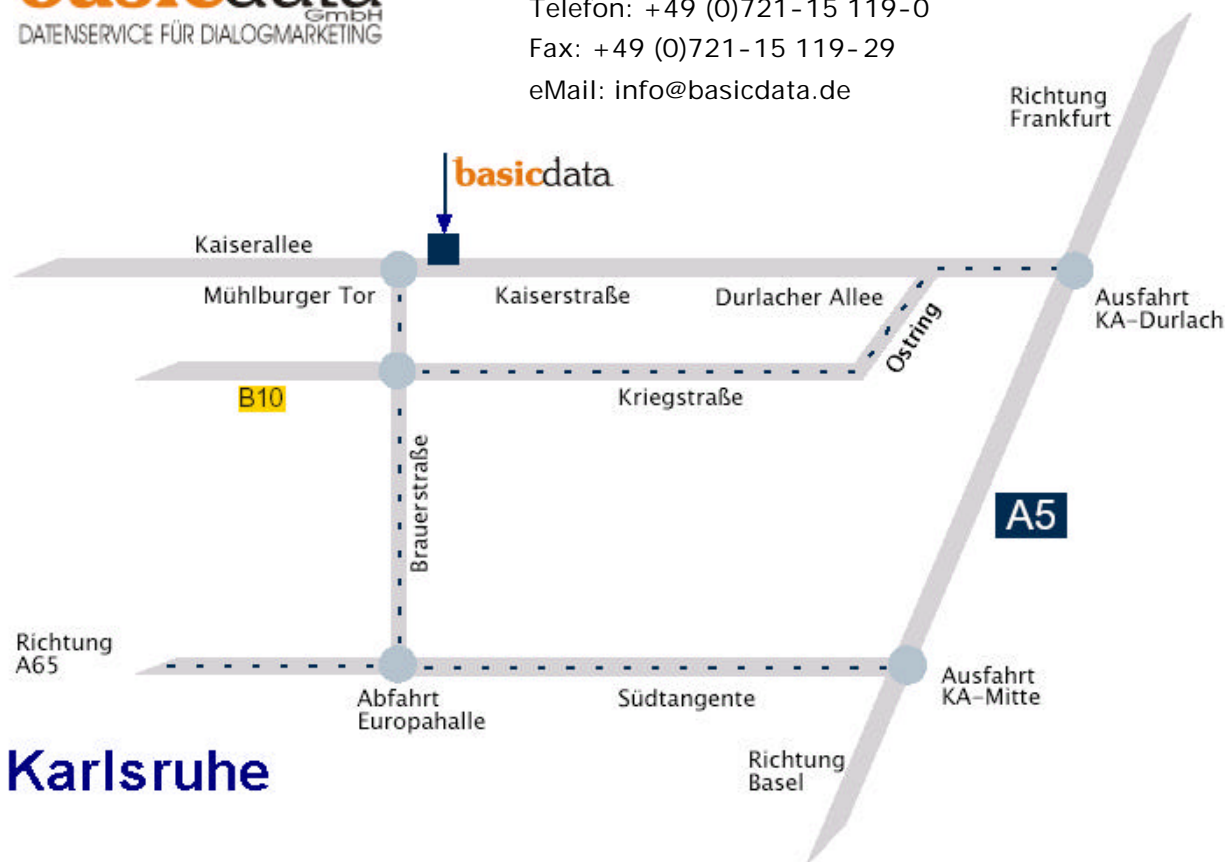 basicdata
GmbH
DATENSERVICE FÜR DIALOGMARKETING
Telefon: +49 (0)721-15 119-0
Fax: +49 (0)721-15 119-29
eMail: info@basicdata.de
Richtung
Frankfurt
basicdata
Kaiserallee
Mühlburger Tor
Kaiserstraße
Durlacher Allee
Ausfahrt
KA-Durlach
Ostring
B10
Kriegstraße
Brauerstraße
A5
Richtung
A65
Abfahrt
Europahalle
Südtangente
Ausfahrt
KA-Mitte
Richtung
Basel
Karlsruhe